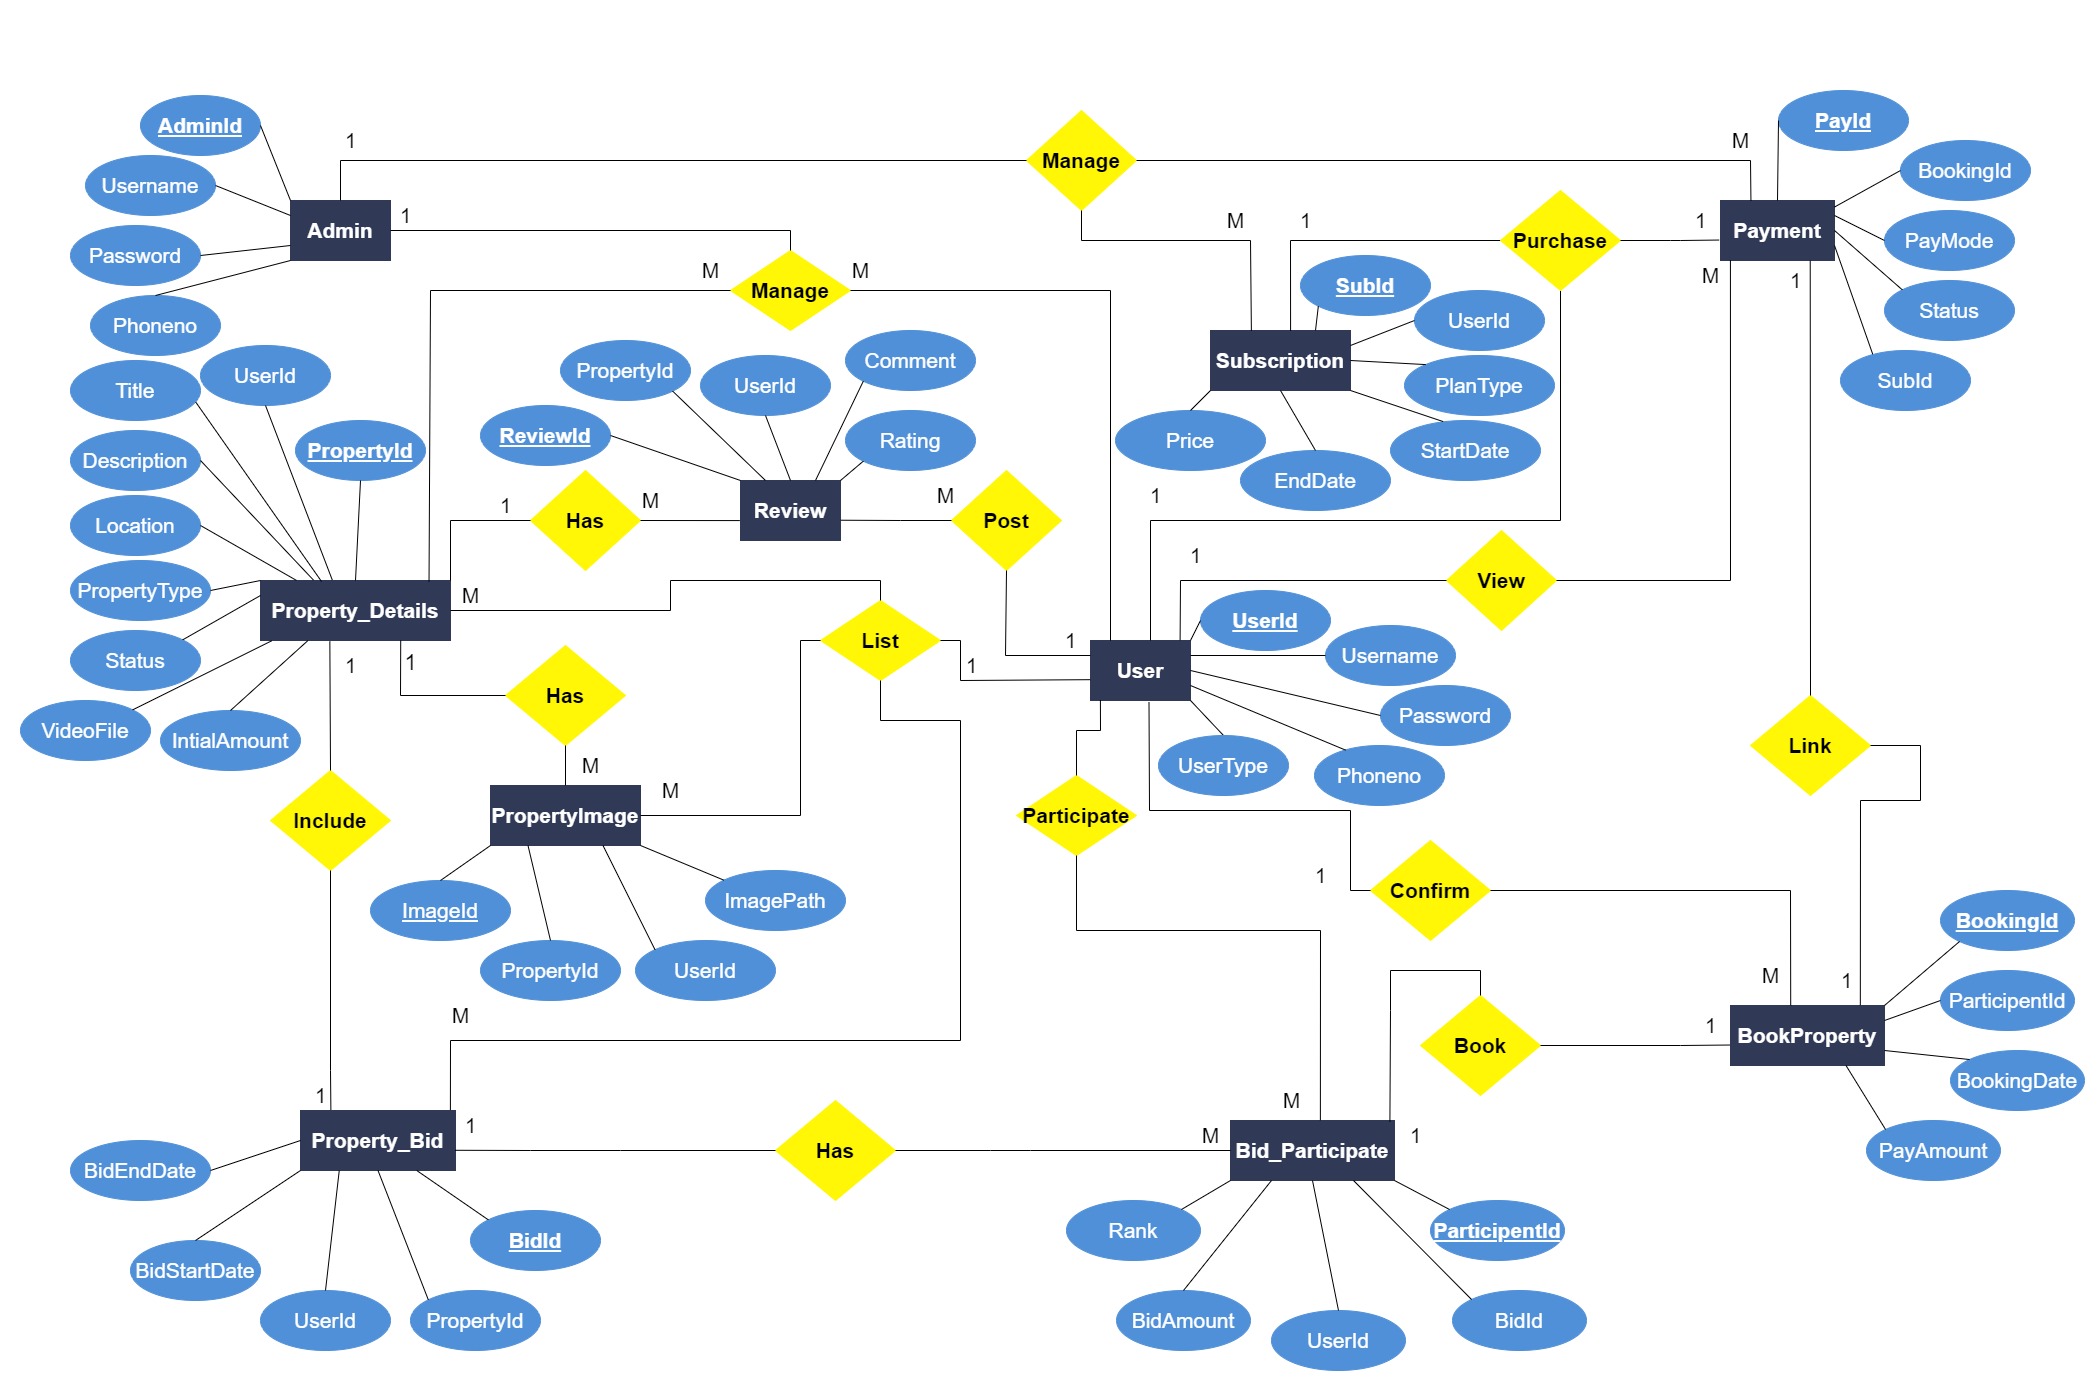 AdminId
PayId
1
M
BookingId
Manage
Username
1
M
1
1
Admin
Payment
Purchase
PayMode
Password
M
M
M
1
Manage
SubId
Status
Phoneno
UserId
Comment
Subscription
UserId
PropertyId
UserId
PlanType
SubId
Title
Rating
Price
StartDate
ReviewId
PropertyId
Description
EndDate
1
M
M
1
Has
Review
Post
Location
1
View
PropertyType
M
Property_Details
UserId
List
1
Username
Status
1
1
1
User
Has
Password
VideoFile
IntialAmount
Link
M
UserType
Phoneno
M
Include
PropertyImage
Participate
1
Confirm
ImageId
ImagePath
BookingId
PropertyId
UserId
M
1
ParticipentId
M
1
Book
BookProperty
BookingDate
1
M
1
M
1
Property_Bid
Has
Bid_Participate
PayAmount
BidEndDate
BidId
Rank
ParticipentId
BidStartDate
UserId
PropertyId
BidAmount
UserId
BidId